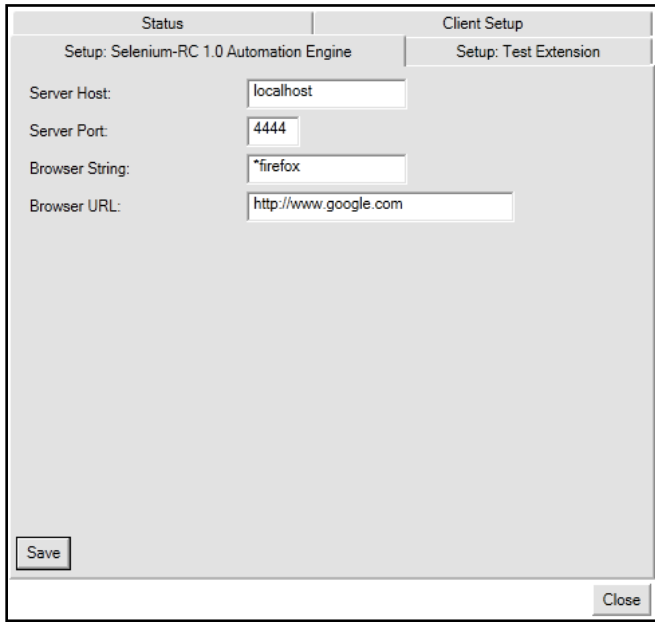 Status Client Setup
Setup: Selenium-RC 1.0 Automation Engine Setup: Test Extension
Server Host: localhost
Server Port: 4444
Browser String: *firefox
Browser URL: http://www.google.com
Save
Close